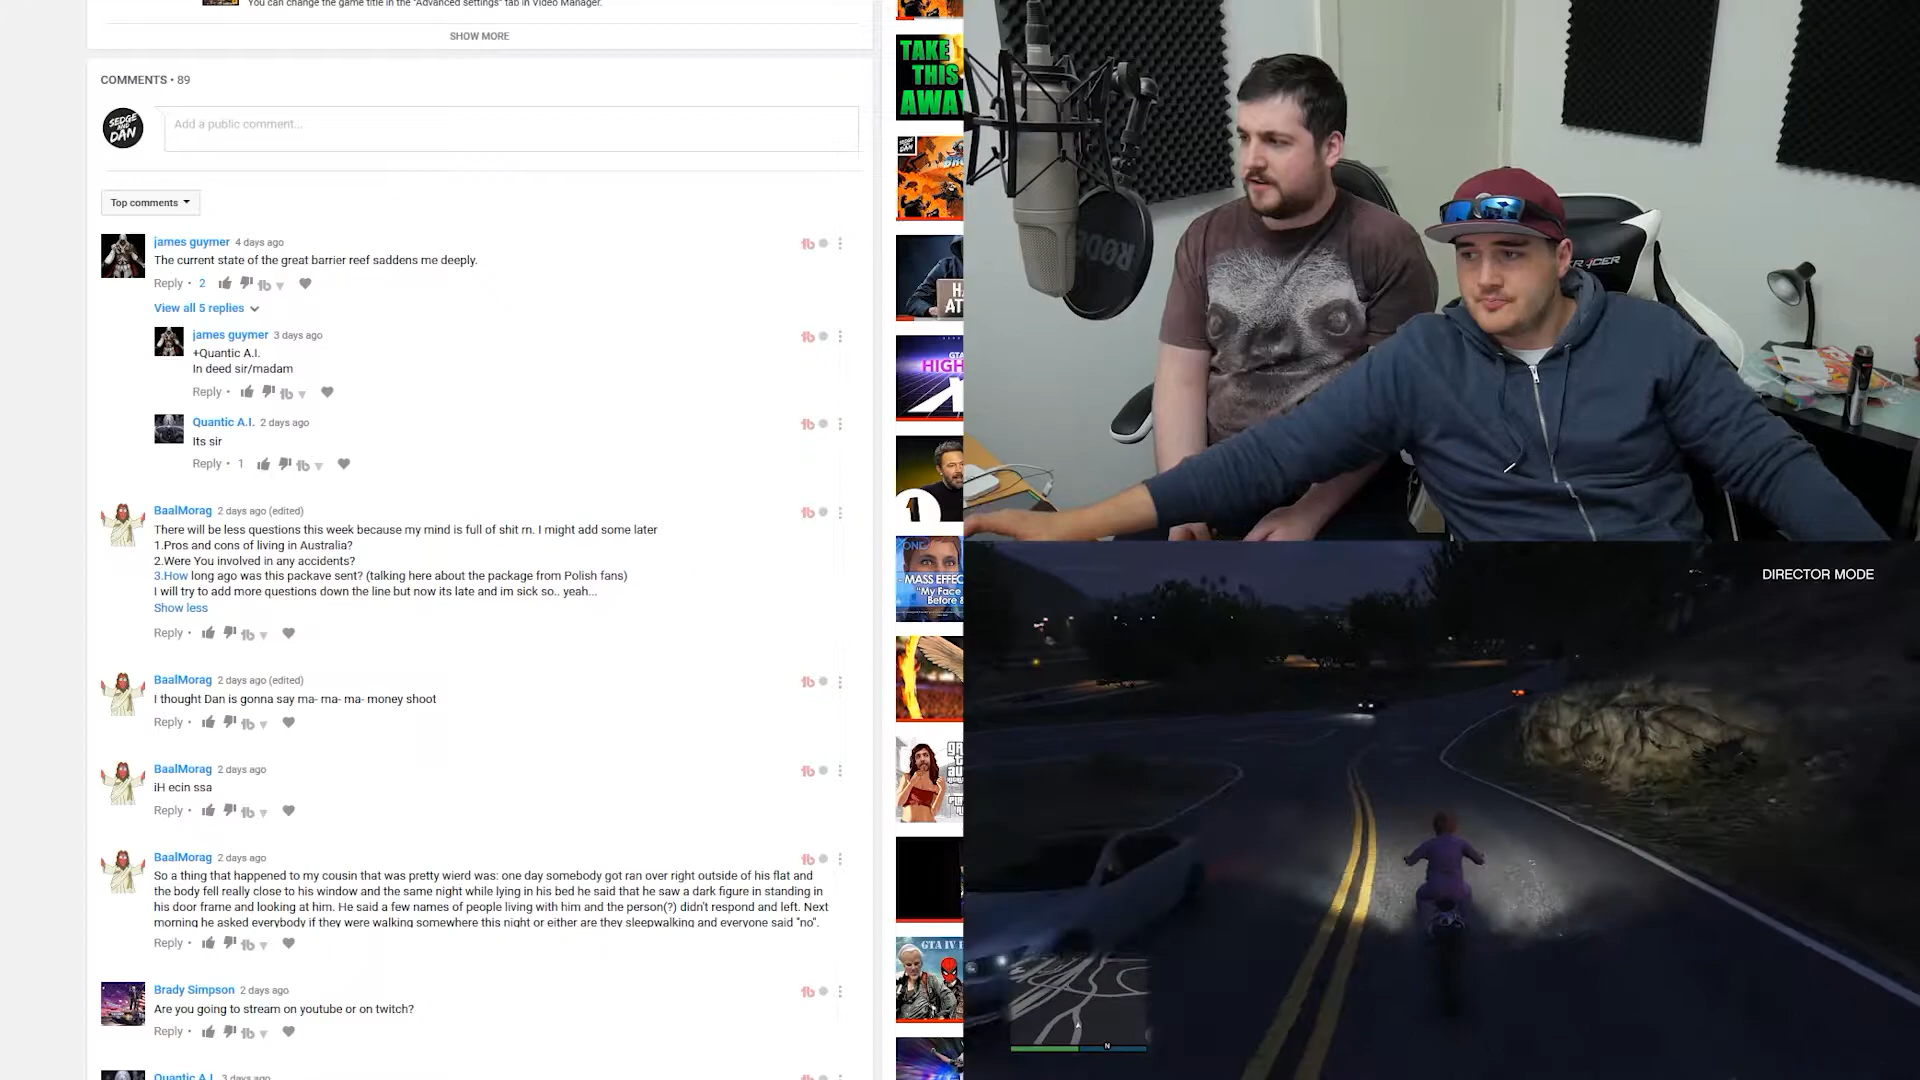 You can change the game title in the "Advanced settings" tab in Video Manager.
SHOW MORE
COMMENTS • 89
SEDGE AND DAN
Add a public comment...
Top comments
james guymer 4 days ago
The current state of the great barrier reef saddens me deeply.
Reply • 2
View all 5 replies
james guymer 3 days ago
+Quantic A.I.
In deed sir/madam
Reply •
Quantic A.I. 2 days ago
Its sir
Reply • 1
BaalMorag 2 days ago (edited)
There will be less questions this week because my mind is full of shit rn. I might add some later
1.Pros and cons of living in Australia?
2.Were You involved in any accidents?
3.How long ago was this packave sent? (talking here about the package from Polish fans)
I will try to add more questions down the line but now its late and im sick so.. yeah...
Show less
Reply •
BaalMorag 2 days ago (edited)
I thought Dan is gonna say ma- ma- ma- money shoot
Reply •
BaalMorag 2 days ago
iH ecin ssa
Reply •
BaalMorag 2 days ago
So a thing that happened to my cousin that was pretty wierd was: one day somebody got ran over right outside of his flat and
the body fell really close to his window and the same night while lying in his bed he said that he saw a dark figure in standing in
his door frame and looking at him. He said a few names of people living with him and the person(?) didn't respond and left. Next
morning he asked everybody if they were walking somewhere this night or either are they sleepwalking and everyone said "no".
Reply •
Brady Simpson 2 days ago
Are you going to stream on youtube or on twitch?
Reply •
Quantic A.I. 3 days ago
TAKE
THIS
AWA
HIGH
1
MASS EFFEC
"My Face
Before &
GTA IV
RODE
DIRECTOR MODE
N